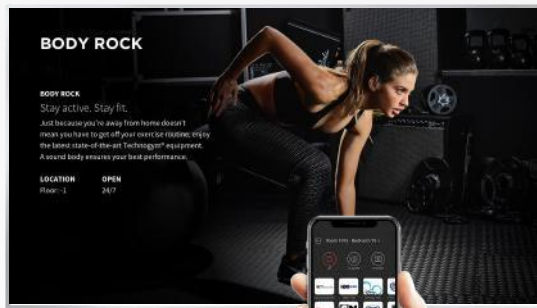 BODY ROCK
BODY ROCK
Stay active. Stay fit.
Just because you're away from home doesn't
mean you have to get off your exercise routine, enjoy
the latest state-of-the-art Technogym® equipment.
A sound body ensures your best performance.
LOCATION OPEN
Floor: -1 24/7